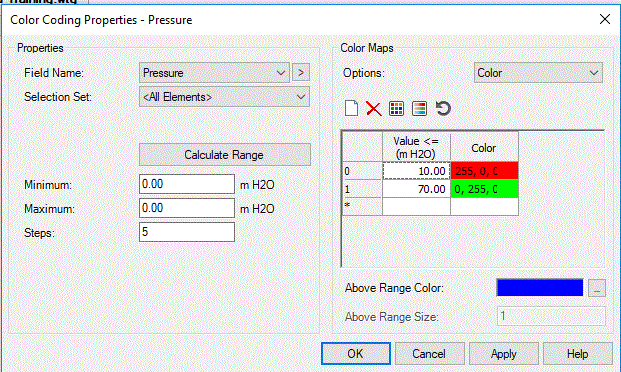 Training.wtg
Color Coding Properties - Pressure
Properties
Field Name: Pressure >
Selection Set: <All Elements>
Calculate Range
Minimum: 0.00 m H2O
Maximum: 0.00 m H2O
Steps: 5
Color Maps
Options: Color
Value <=
(m H2O) Color
0 10.00 255, 0, 0
1 70.00 0, 255, 0
*
Above Range Color: ...
Above Range Size: 1
OK Cancel Apply Help